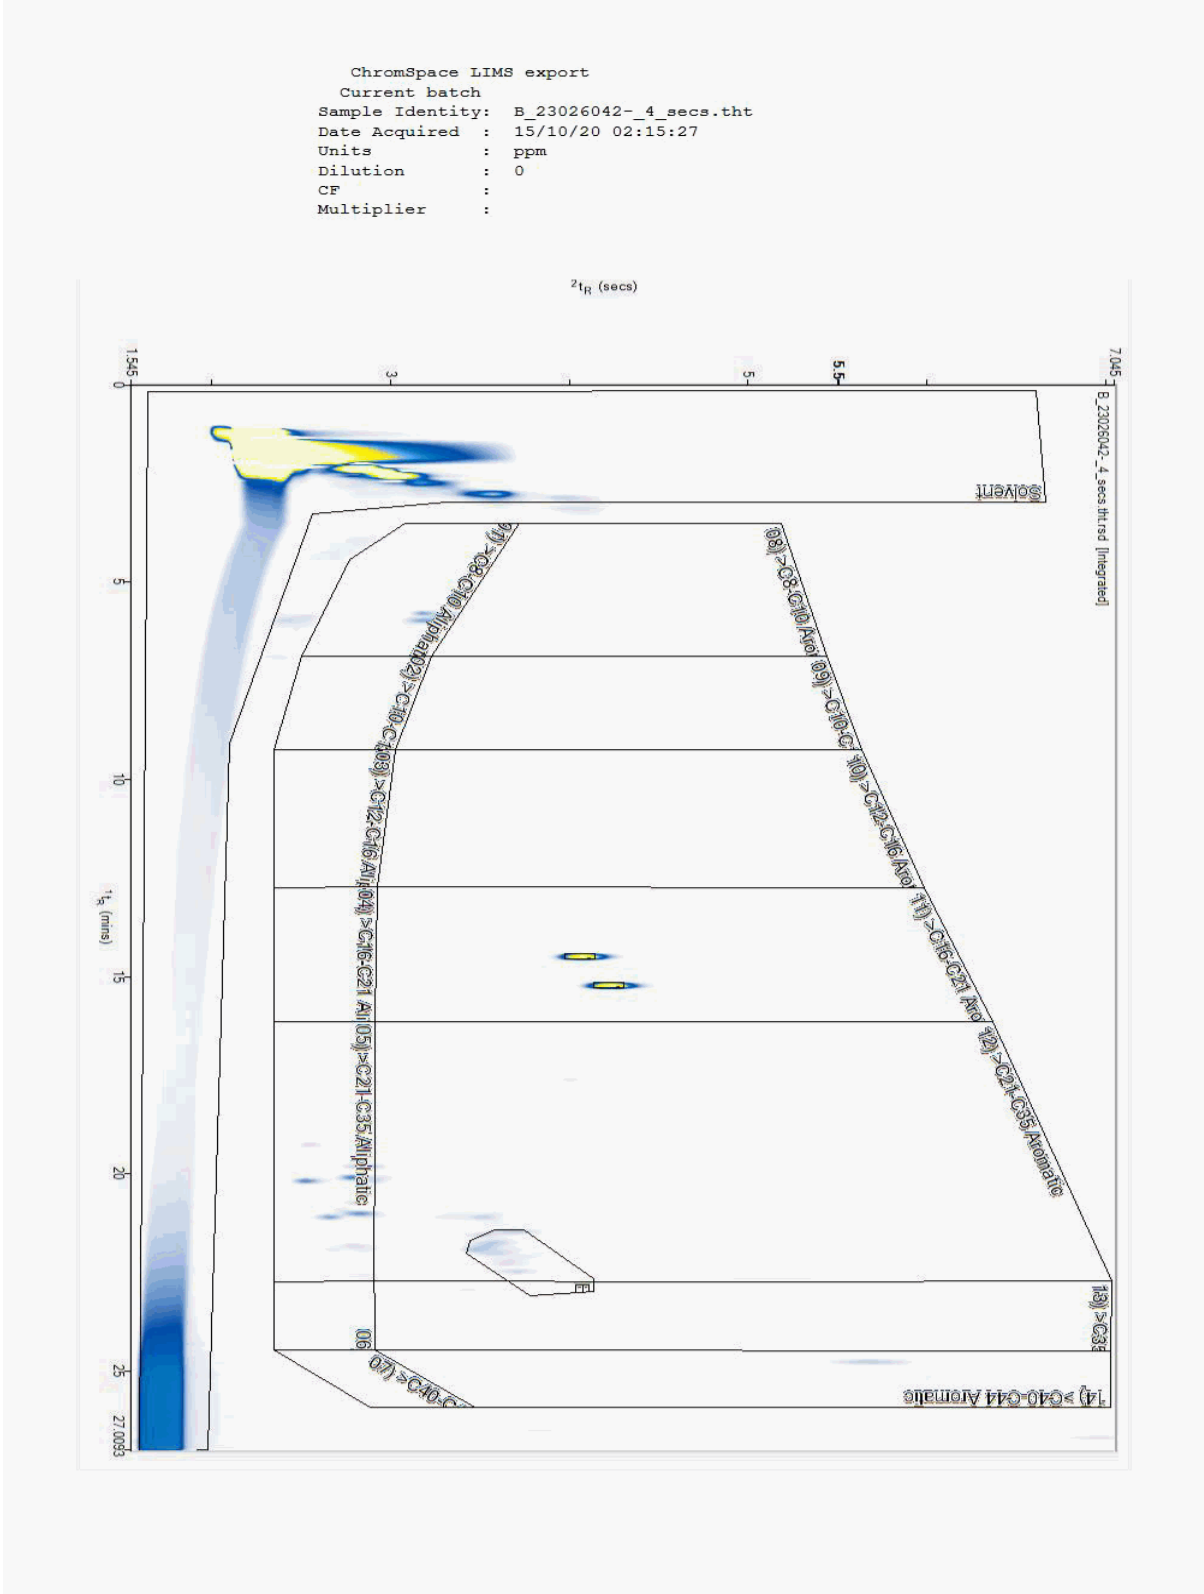 ChromSpace LIMS export
Current batch
Sample Identity: B_23026042-_4_secs.tht
Date Acquired : 15/10/20 02:15:27
Units : ppm
Dilution : 0
CF :
Multiplier :
2tR (secs)
1.545
3
5
5.5
7.045
B_23026042-_4_secs.tht.rsd [Integrated]
0
5
10
15
20
25
27.0093
1tR (mins)
Solvent
>C8-C10
08) >C8-C10 Aro
02) >C10-C
09) >C10-C
03) >C12-C16 Ali
10) >C12-C16 Aro
04) >C16-C21 Ali
11) >C16-C21 Aro
05) >C21-C35 Aliphatic
12) >C21-C35 Aromatic
06
13) >C35
07) >C40-C
14) >C40-C44 Aromatic